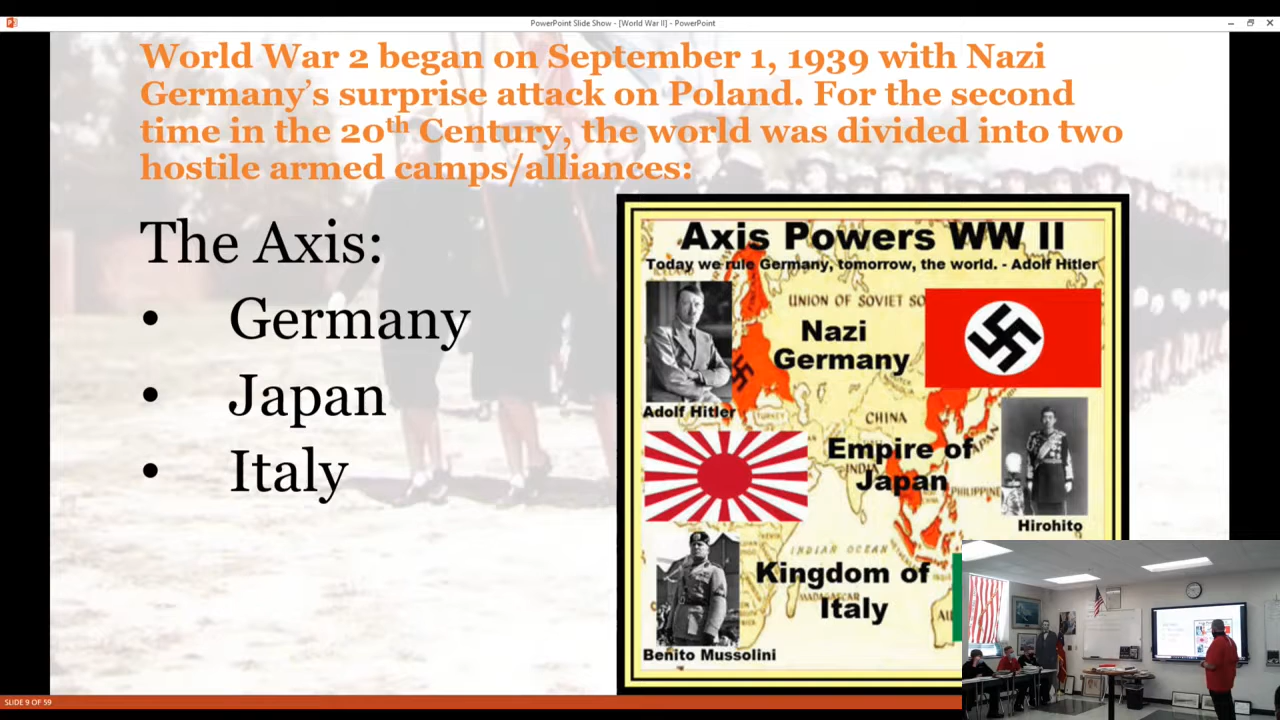 PowerPoint Slide Show - [World War II] - PowerPoint
World War 2 began on September 1, 1939 with Nazi
Germany's surprise attack on Poland. For the second
time in the 20th Century, the world was divided into two
hostile armed camps/alliances:
The Axis:
• Germany
• Japan
• Italy
Axis Powers WW II
Today we rule Germany, tomorrow, the world. - Adolf Hitler
UNION OF SOVIET SO
Nazi
Germany
Adolf Hitler
TURKEY
CHINA
Empire of
JAPAN
INDIA
Japan
PHILIPPINE
Hirohito
INDIAN OCEAN
Kingdom of
MADAGASCAR
Italy
AU
Benito Mussolini
SLIDE 9 OF 59